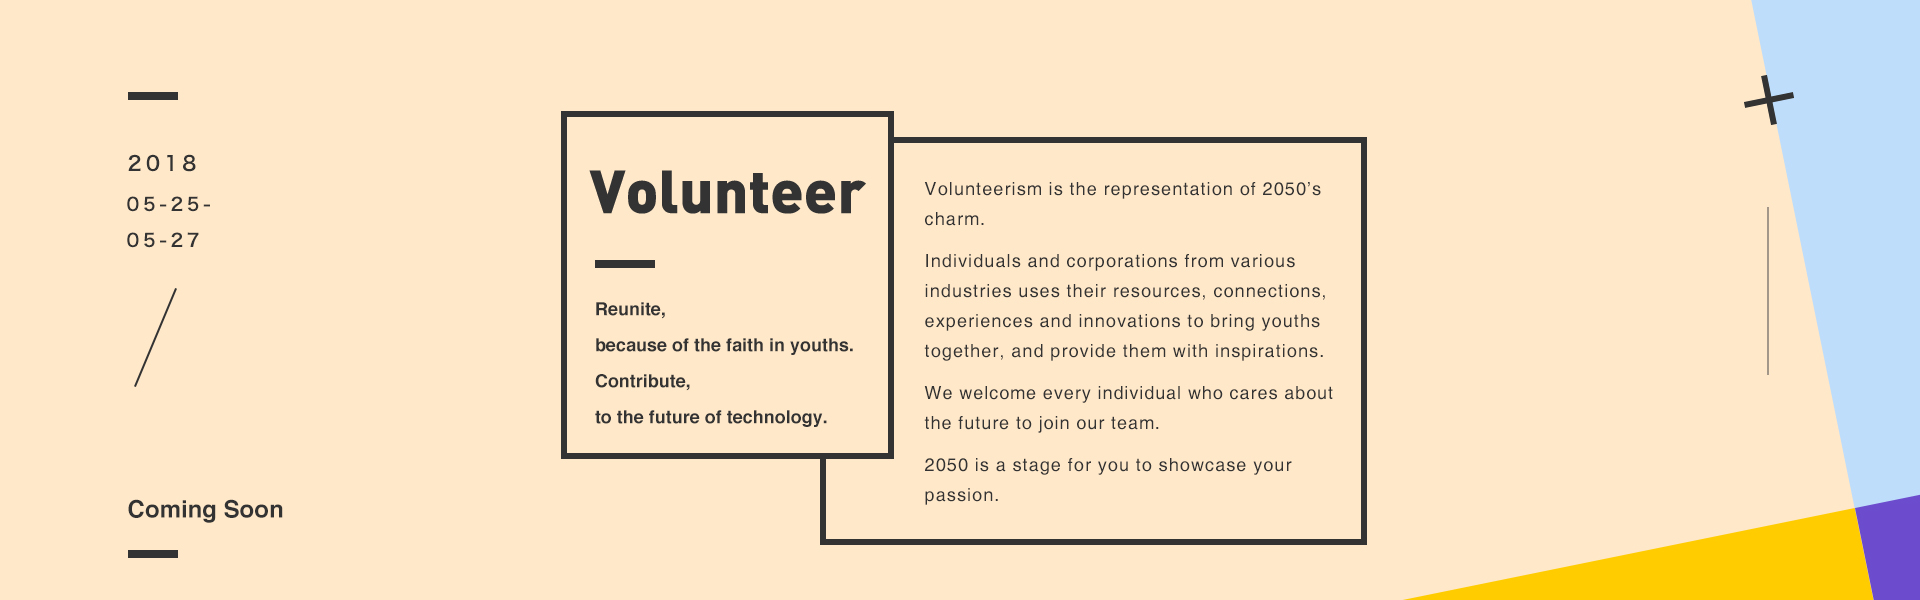 2018
05-25-
05-27
Coming Soon
Volunteer
Reunite,
because of the faith in youths.
Contribute,
to the future of technology.
Volunteerism is the representation of 2050’s
charm.
Individuals and corporations from various
industries uses their resources, connections,
experiences and innovations to bring youths
together, and provide them with inspirations.
We welcome every individual who cares about
the future to join our team.
2050 is a stage for you to showcase your
passion.